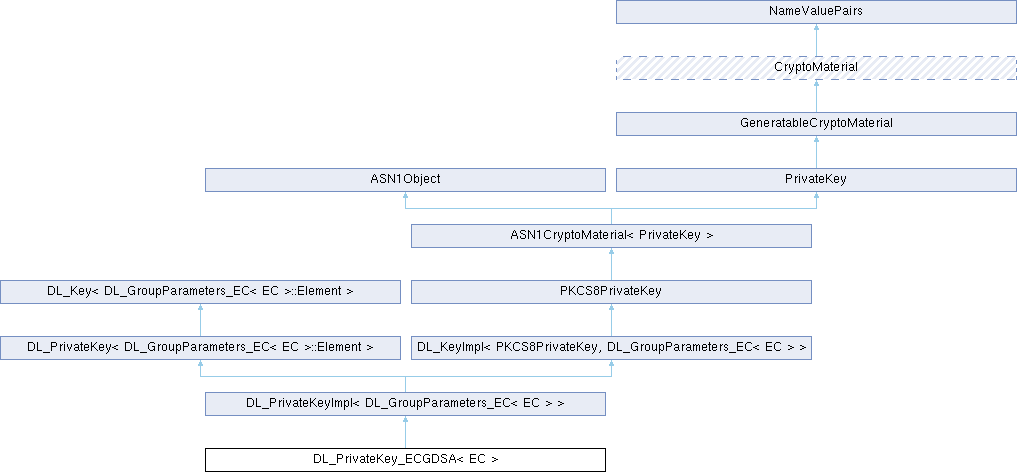 NameValuePairs
CryptoMaterial
GeneratableCryptoMaterial
ASN1Object
PrivateKey
ASN1CryptoMaterial< PrivateKey >
DL_Key< DL_GroupParameters_EC< EC >::Element >
PKCS8PrivateKey
DL_PrivateKey< DL_GroupParameters_EC< EC >::Element >
DL_KeyImpl< PKCS8PrivateKey, DL_GroupParameters_EC< EC > >
DL_PrivateKeyImpl< DL_GroupParameters_EC< EC > >
DL_PrivateKey_ECGDSA< EC >